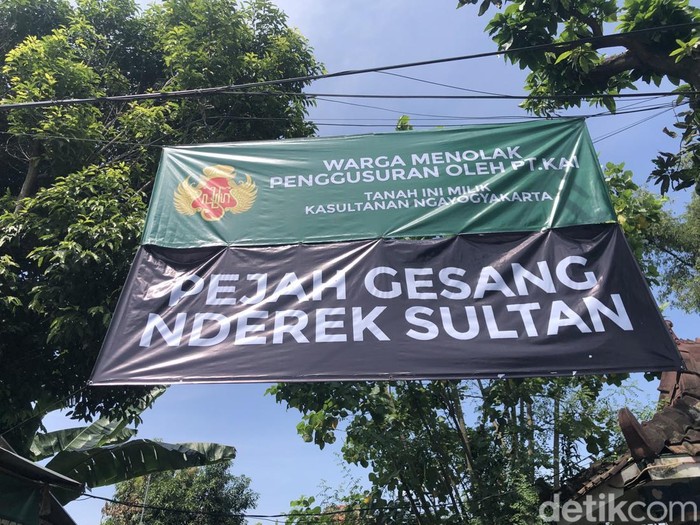 WARGA MENOLAK
PENGGUSURAN OLEH PT.KAI
TANAH INI MILIK
KASULTANAN NGAYOGYAKARTA
PEJAH GESANG
NDEREK SULTAN
detikcom